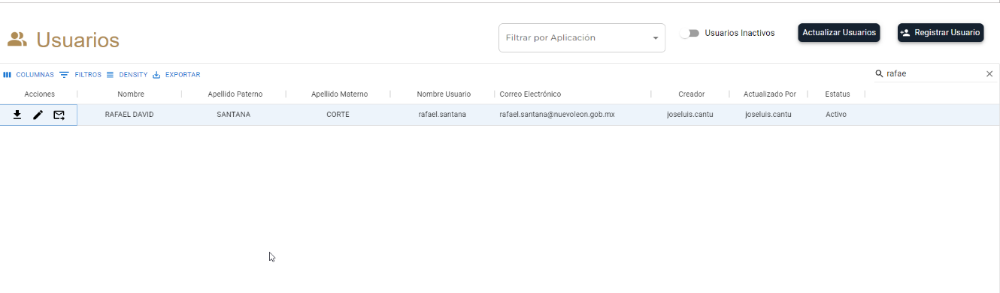 Usuarios
Filtrar por Aplicación
Usuarios Inactivos
Actualizar Usuarios
Registrar Usuario
COLUMNAS FILTROS DENSITY EXPORTAR
rafae
Acciones Nombre Apellido Paterno Apellido Materno Nombre Usuario Correo Electrónico Creador Actualizado Por Estatus
RAFAEL DAVID SANTANA CORTE rafael.santana rafael.santana@nuevoleon.gob.mx joseluis.cantu joseluis.cantu Activo